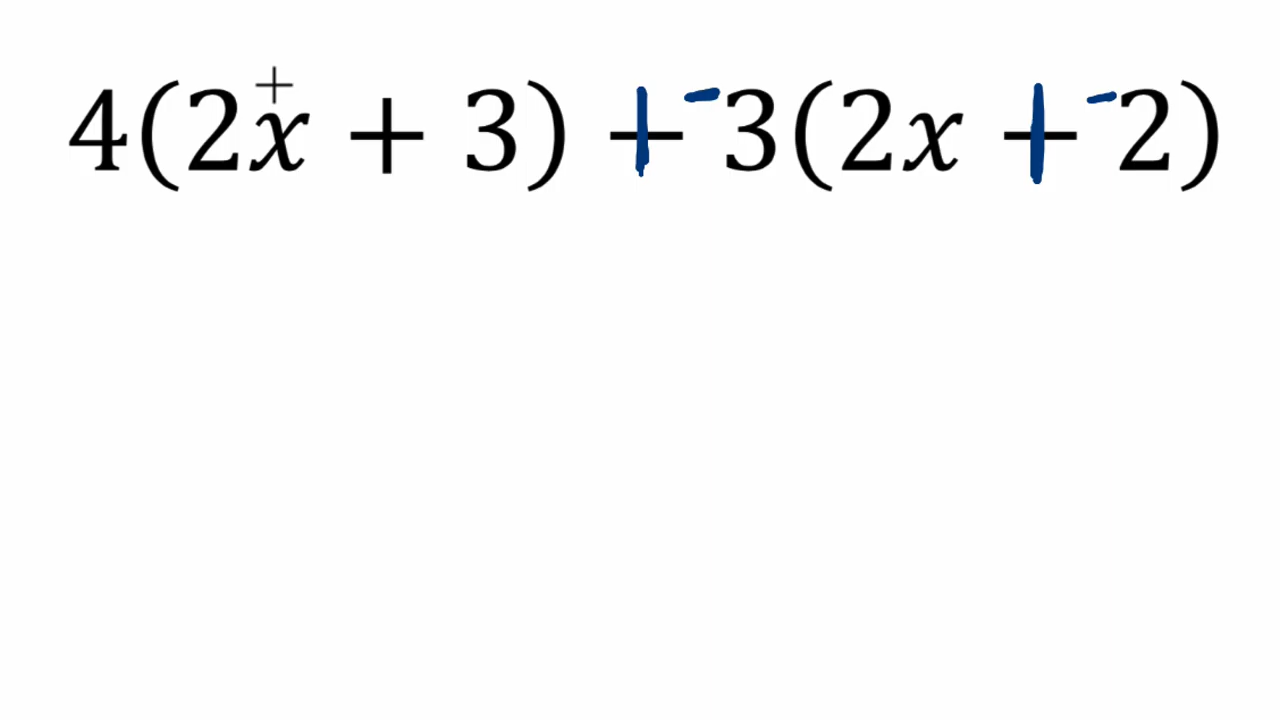 4(2x + 3) + ⁻3(2x + ⁻2)